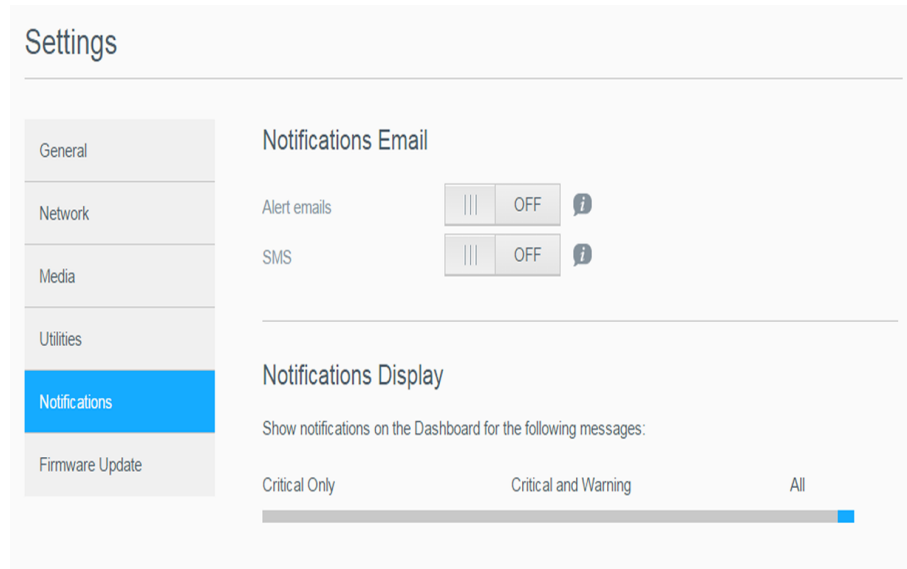 Settings
General
Network
Media
Utilities
Notifications
Firmware Update
Notifications Email
Alert emails OFF i
SMS OFF i
Notifications Display
Show notifications on the Dashboard for the following messages:
Critical Only Critical and Warning All